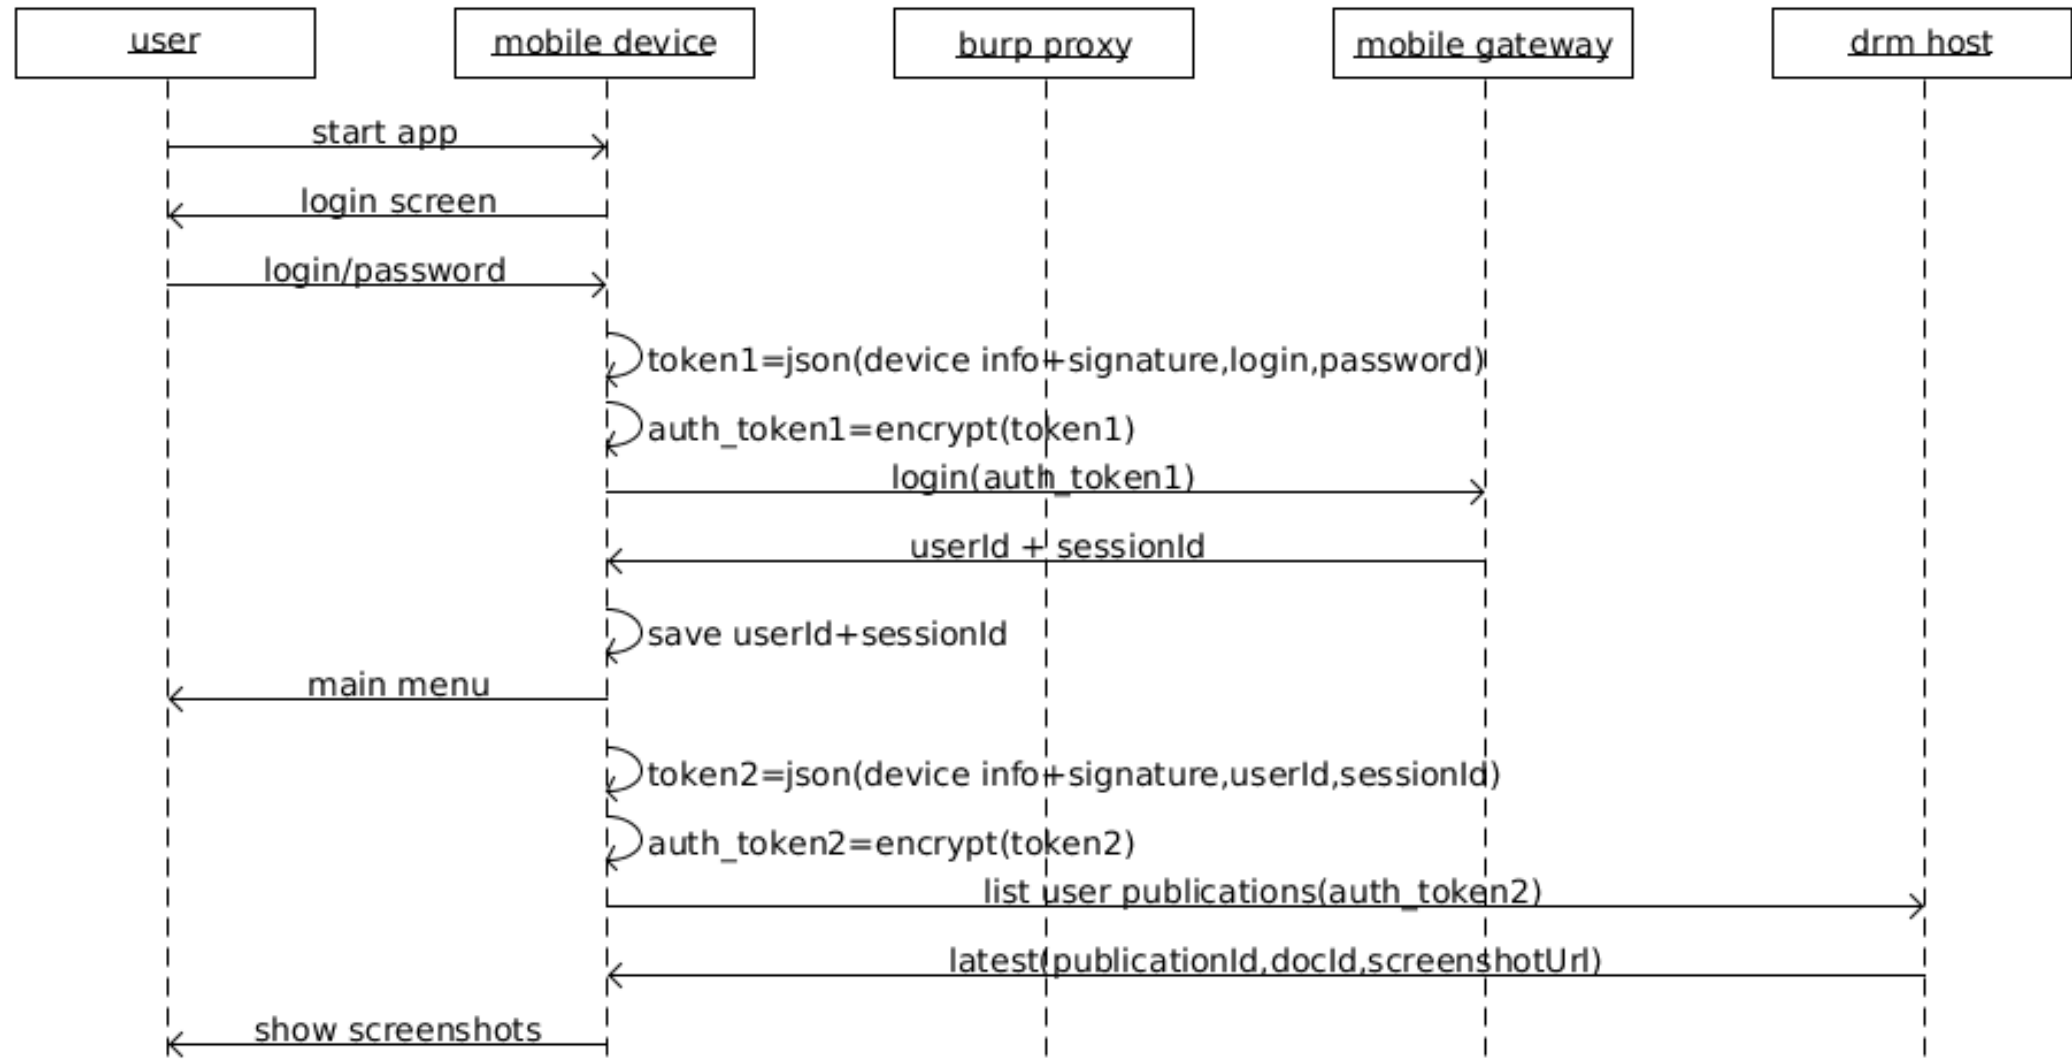 user
mobile device
burp proxy
mobile gateway
drm host
start app
login screen
login/password
token1=json(device info+signature,login,password)
auth_token1=encrypt(token1)
login(auth_token1)
userId + sessionId
save userId+sessionId
main menu
token2=json(device info+signature,userId,sessionId)
auth_token2=encrypt(token2)
list user publications(auth_token2)
latest(publicationId,docId,screenshotUrl)
show screenshots